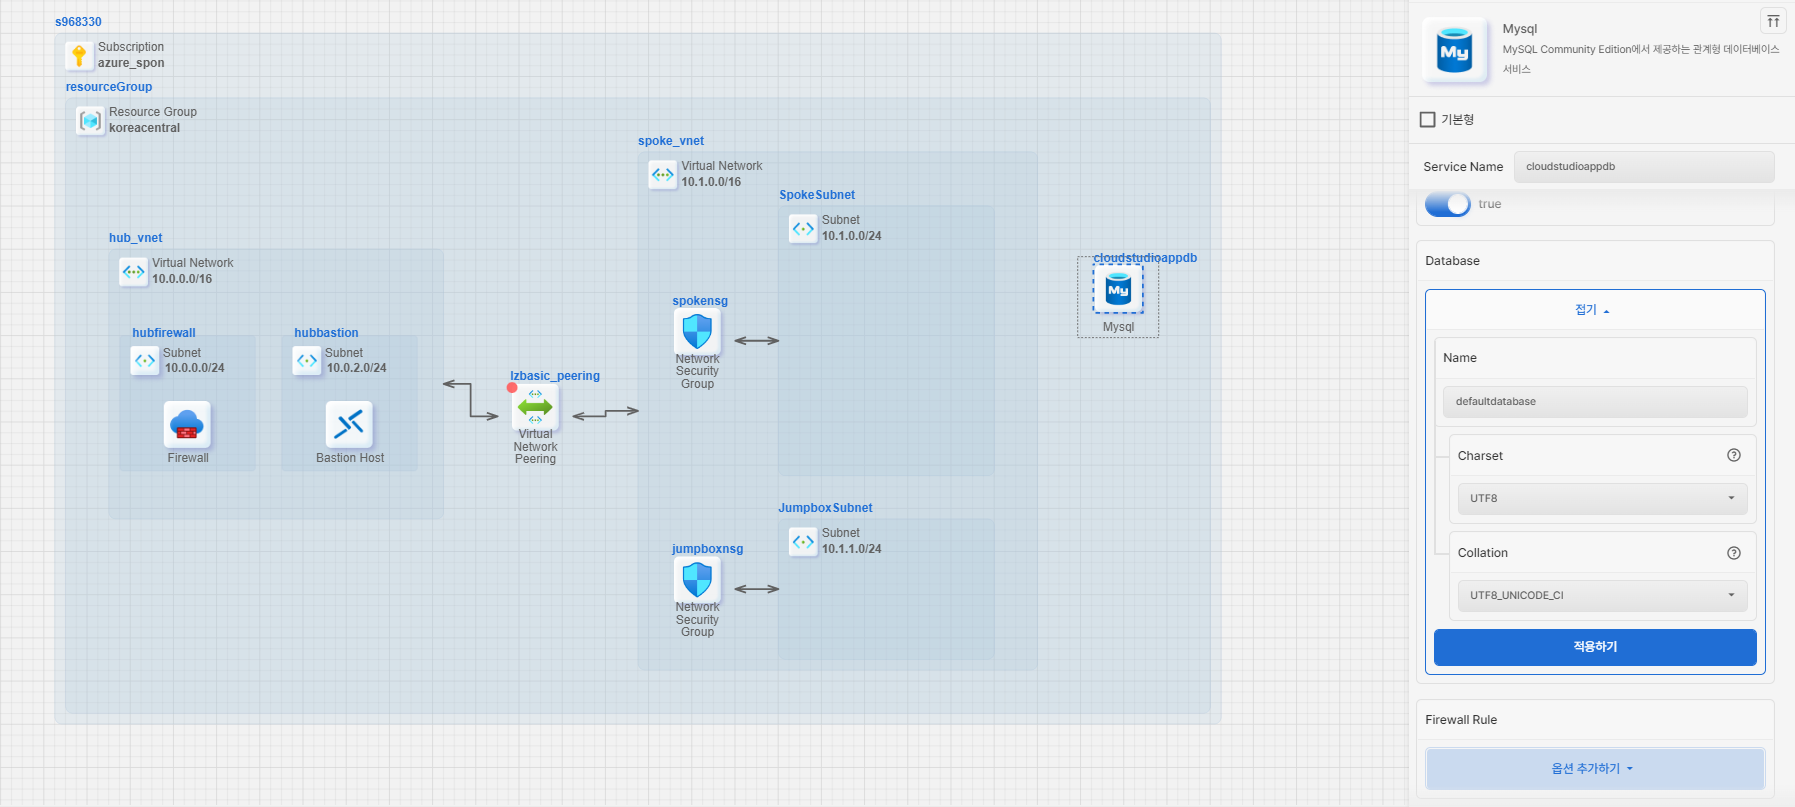 s968330
Subscription
azure_spon
resourceGroup
Resource Group
koreacentral
hub_vnet
Virtual Network
10.0.0.0/16
hubfirewall
Subnet
10.0.0.0/24
Firewall
hubbastion
Subnet
10.0.2.0/24
Bastion Host
lzbasic_peering
Virtual
Network
Peering
spoke_vnet
Virtual Network
10.1.0.0/16
SpokeSubnet
Subnet
10.1.0.0/24
spokensg
Network
Security
Group
JumpboxSubnet
Subnet
10.1.1.0/24
jumpboxnsg
Network
Security
Group
cloudstudioappdb
My
Mysql
My
Mysql
MySQL Community Edition에서 제공하는 관계형 데이터베이스
서비스
기본형
Service Name
cloudstudioappdb
true
Database
접기
Name
defaultdatabase
Charset
UTF8
Collation
UTF8_UNICODE_CI
적용하기
Firewall Rule
옵션 추가하기